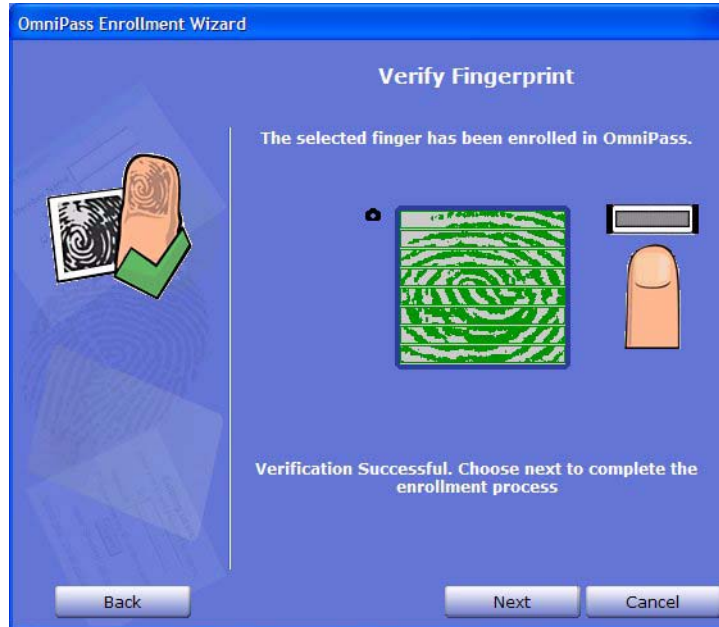 OmniPass Enrollment Wizard
Verify Fingerprint
The selected finger has been enrolled in OmniPass.
Verification Successful. Choose next to complete the
enrollment process
Back
Next
Cancel